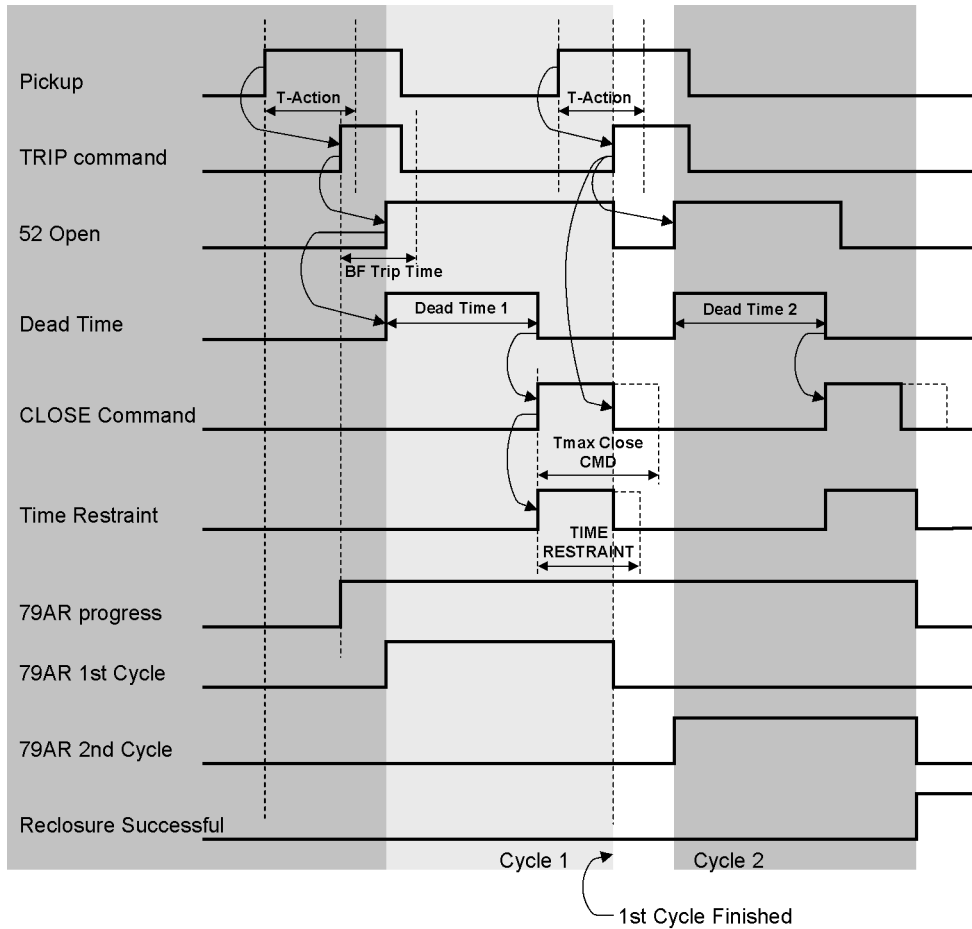 Pickup
T-Action
T-Action
TRIP command
52 Open
BF Trip Time
Dead Time
Dead Time 1
Dead Time 2
CLOSE Command
Tmax Close
CMD
Time Restraint
TIME
RESTRAINT
79AR progress
79AR 1st Cycle
79AR 2nd Cycle
Reclosure Successful
Cycle 1
Cycle 2
1st Cycle Finished